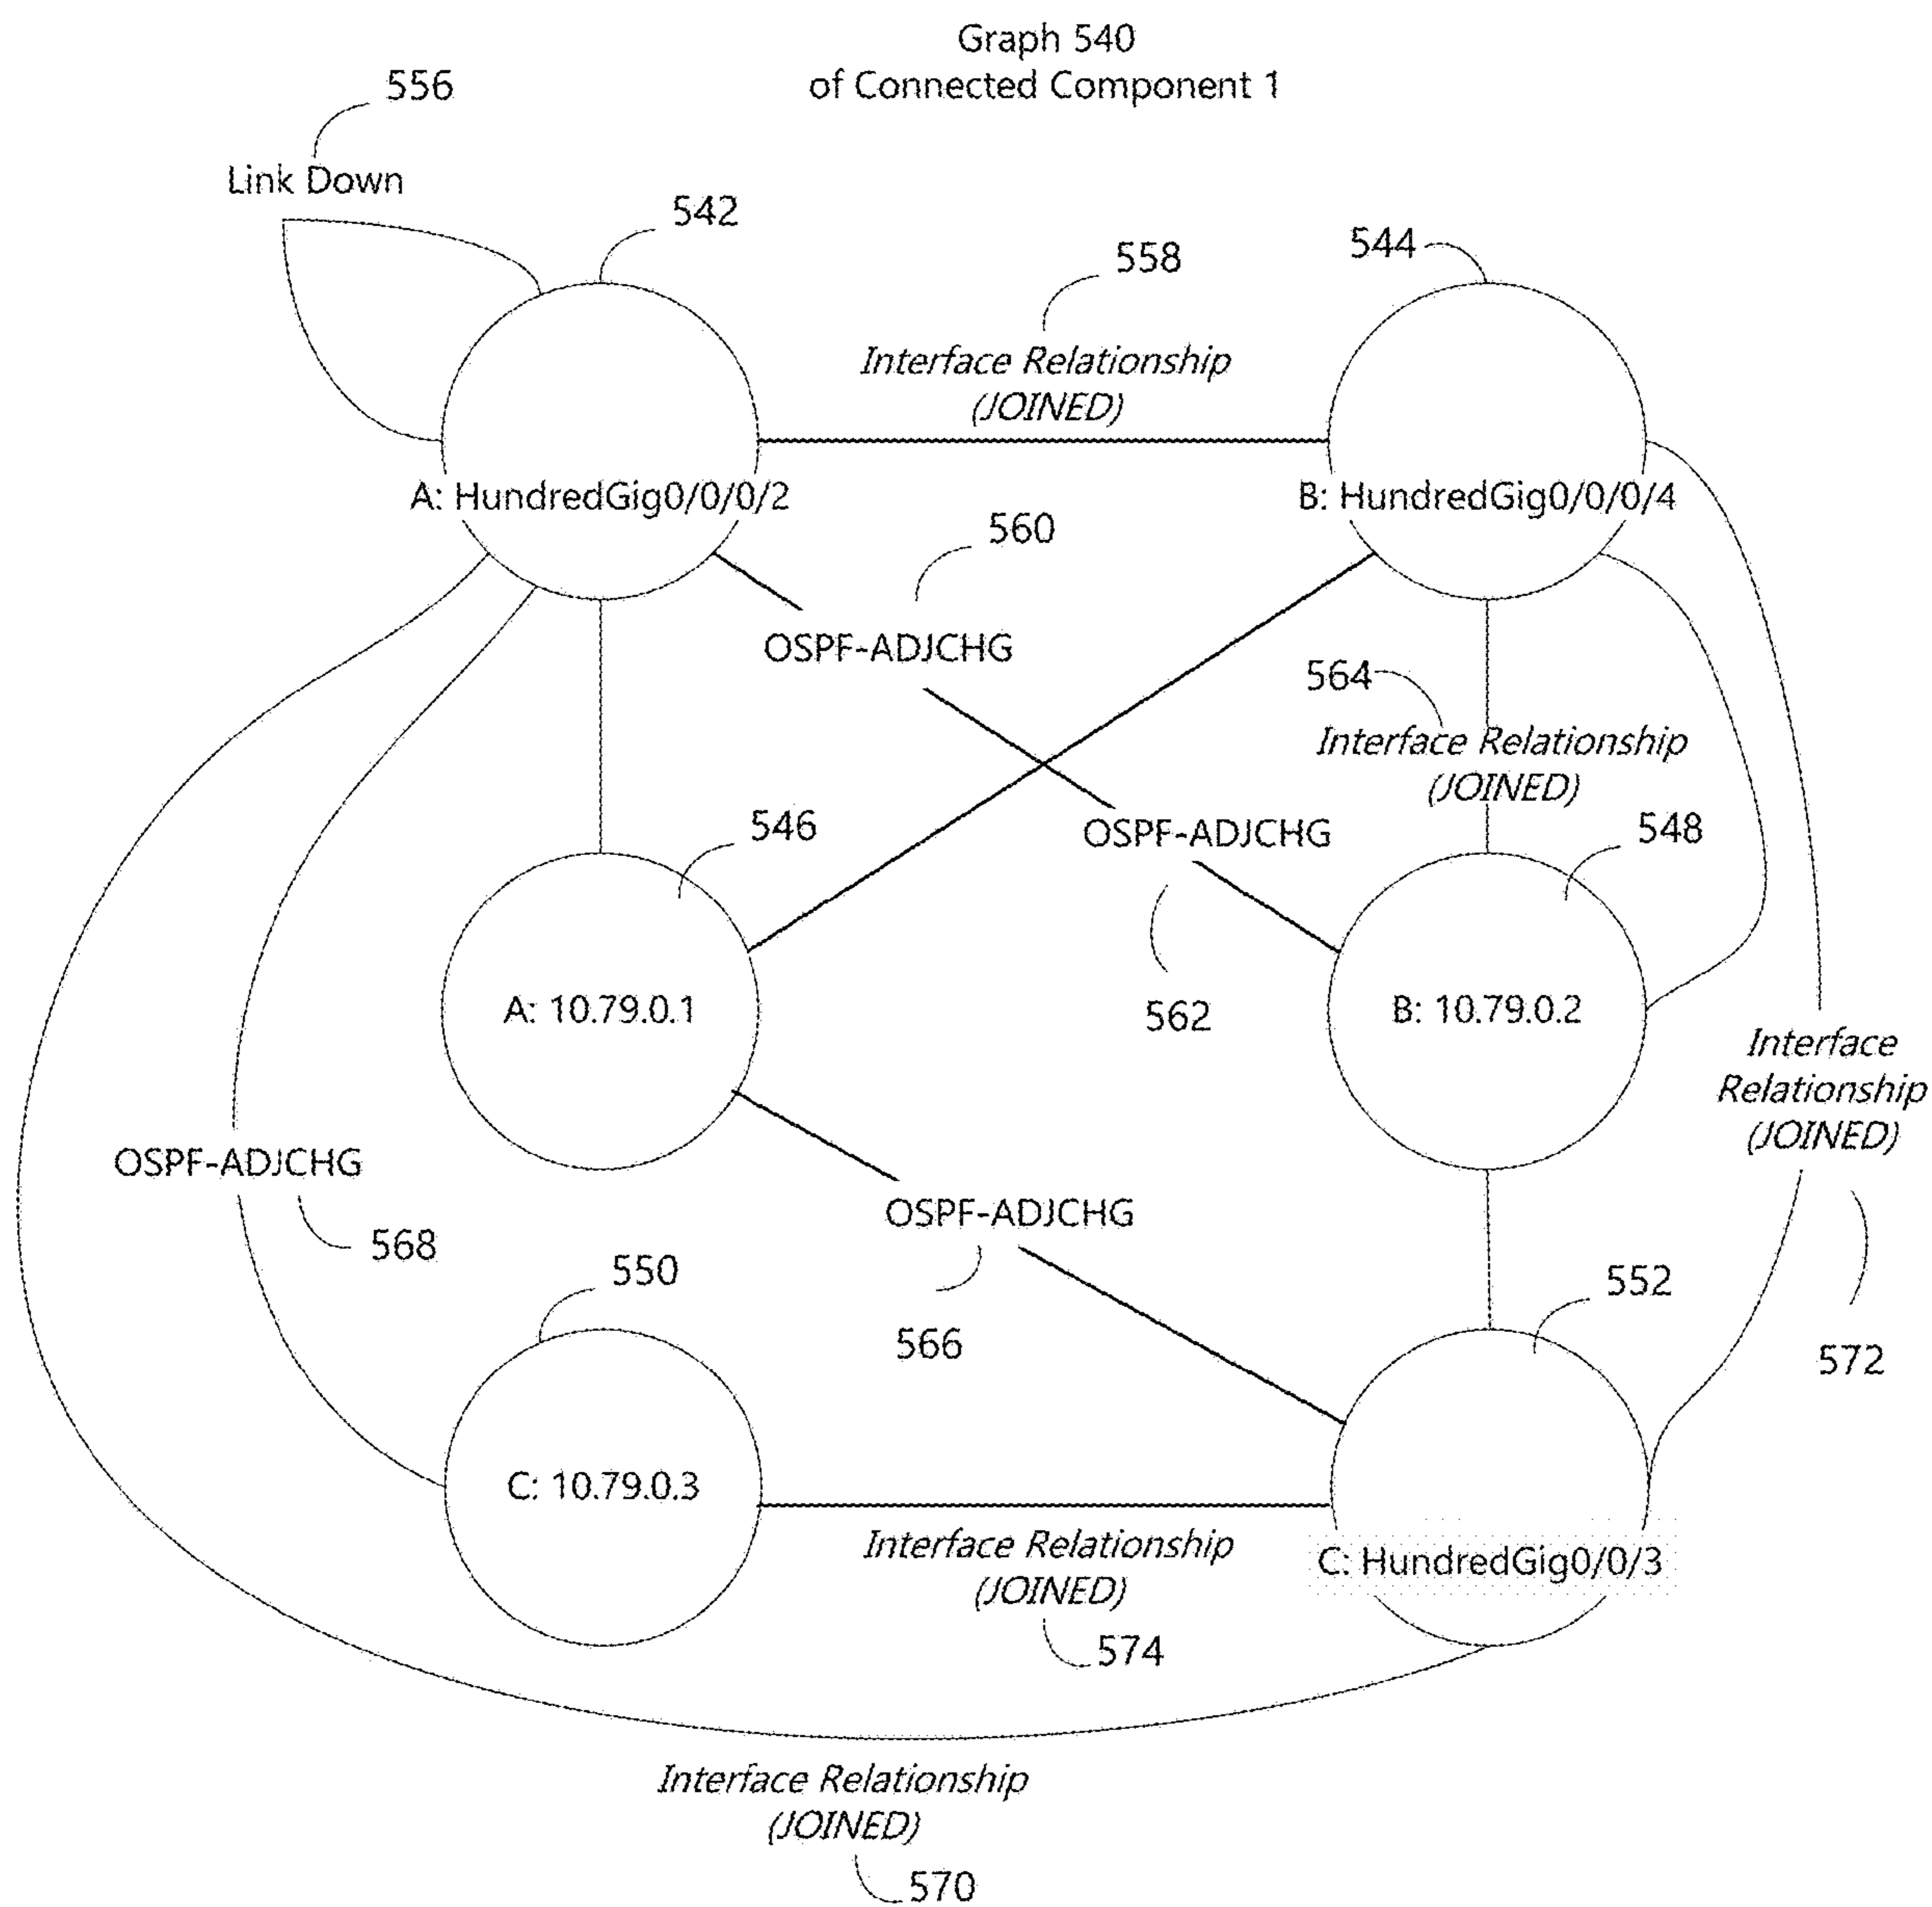 Graph 540
of Connected Component 1
556
Link Down
542
558
544
Interface Relationship
(JOINED)
A: HundredGig0/0/0/2
B: HundredGig0/0/0/4
560
OSPF-ADJCHG
564
Interface Relationship
(JOINED)
546
OSPF-ADJCHG
548
A: 10.79.0.1
562
B: 10.79.0.2
Interface
Relationship
(JOINED)
OSPF-ADJCHG
568
OSPF-ADJCHG
550
552
566
572
C: 10.79.0.3
Interface Relationship
(JOINED)
C: HundredGig0/0/3
574
Interface Relationship
(JOINED)
570